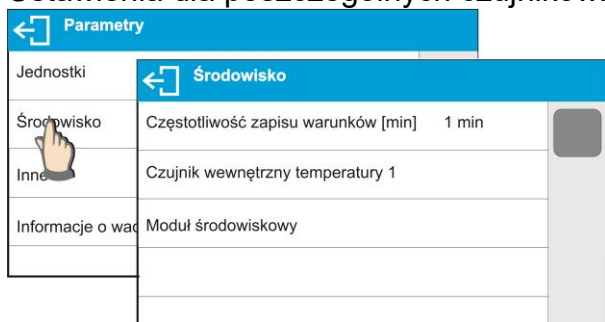 Ustawienia dla poszczególnych czujników
Parametry
Jednostki
Środowisko
Inne
Informacje o wad
Środowisko
Częstotliwość zapisu warunków [min] 1 min
Czujnik wewnętrzny temperatury 1
Moduł środowiskowy